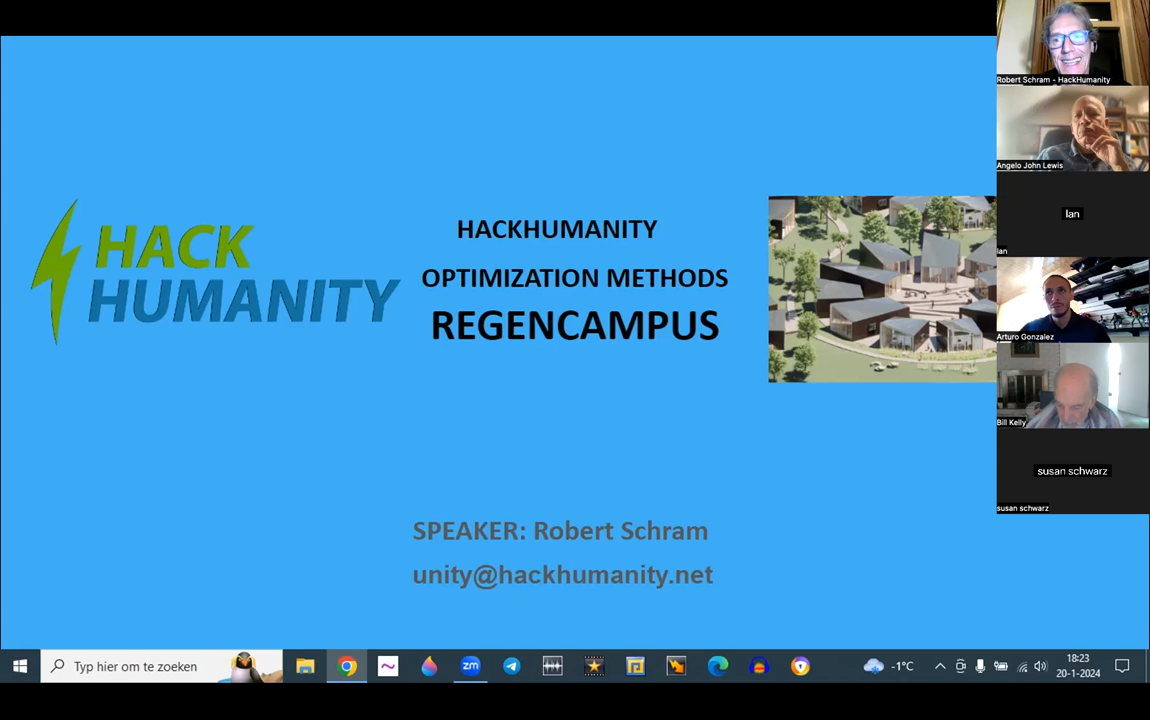 HACK
HUMANITY
HACKHUMANITY
OPTIMIZATION METHODS
REGENCAMPUS
SPEAKER: Robert Schram
unity@hackhumanity.net
Robert Schram - HackHumanity
Angelo John Lewis
Ian
Ian
Arturo Gonzalez
Bill Kelly
susan schwarz
susan schwarz
Typ hier om te zoeken
zm
-1°C
18:23
20-1-2024